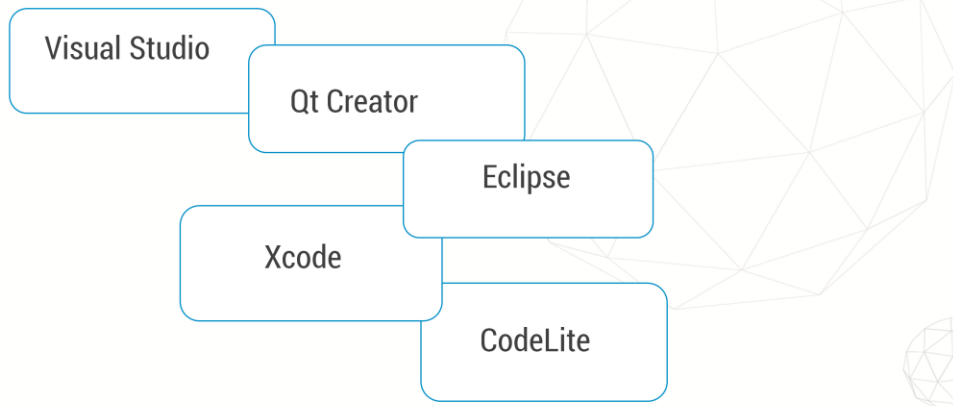 Visual Studio
Qt Creator
Eclipse
Xcode
CodeLite